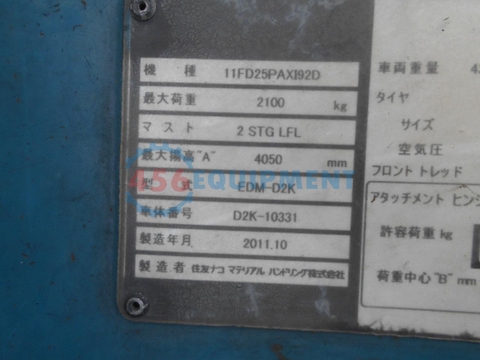 機 種 11FD25PAXI92D
最大荷重 2100 kg
マスト 2 STG LFL
最大揚高"A" 4050 mm
型 式 EDM-D2K
車体番号 D2K-10331
製造年月 2011.10
製造者 住友ナコ マテリアル ハンドリング株式会社
車両重量
タイヤ
サイズ
空気圧
フロント トレッド
アタッチメント ヒン
許容荷重 kg
荷重中心"B" mm
456EQUIPMENT